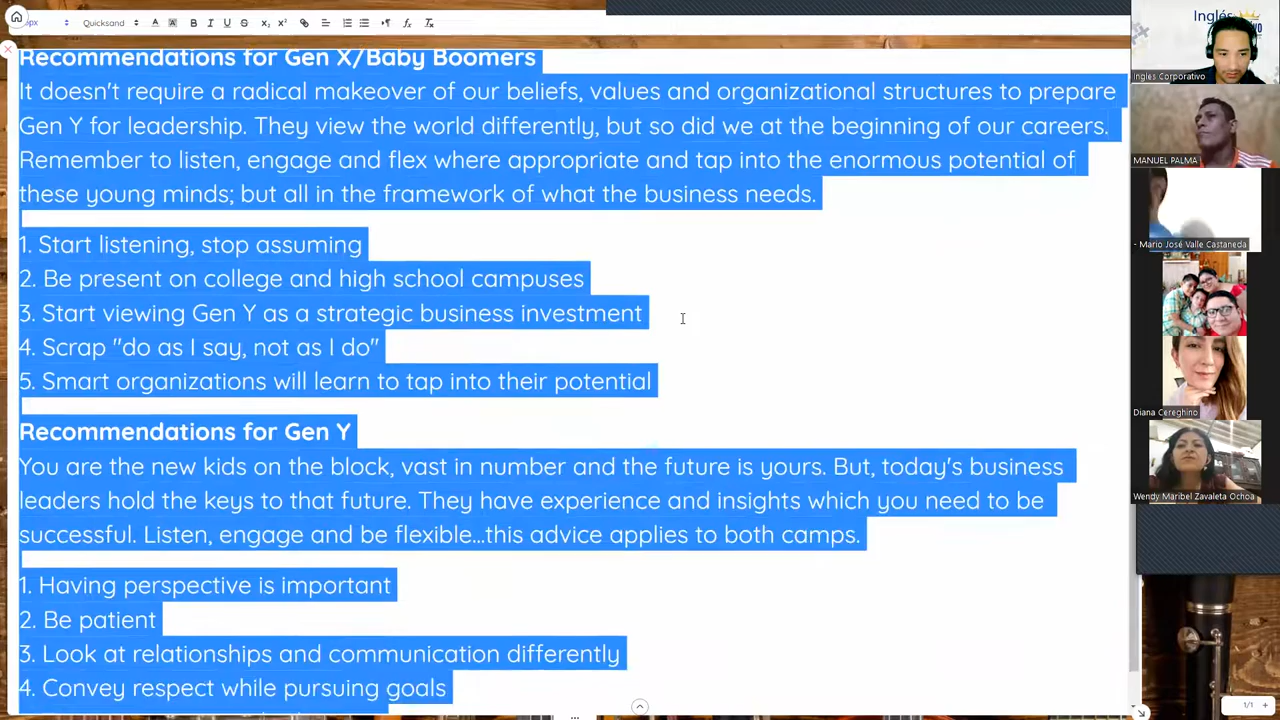 Quicksand
Recommendations for Gen X/Baby Boomers
It doesn't require a radical makeover of our beliefs, values and organizational structures to prepare
Gen Y for leadership. They view the world differently, but so did we at the beginning of our careers.
Remember to listen, engage and flex where appropriate and tap into the enormous potential of
these young minds; but all in the framework of what the business needs.
1. Start listening, stop assuming
2. Be present on college and high school campuses
3. Start viewing Gen Y as a strategic business investment
4. Scrap "do as I say, not as I do"
5. Smart organizations will learn to tap into their potential
Recommendations for Gen Y
You are the new kids on the block, vast in number and the future is yours. But, today's business
leaders hold the keys to that future. They have experience and insights which you need to be
successful. Listen, engage and be flexible...this advice applies to both camps.
1. Having perspective is important
2. Be patient
3. Look at relationships and communication differently
4. Convey respect while pursuing goals
Inglés
Ingles Corporativo
MANUEL PALMA
- Mario José Valle Castaneda
Diana Cereghino
Wendy Maribel Zavaleta Ochoa
1/1